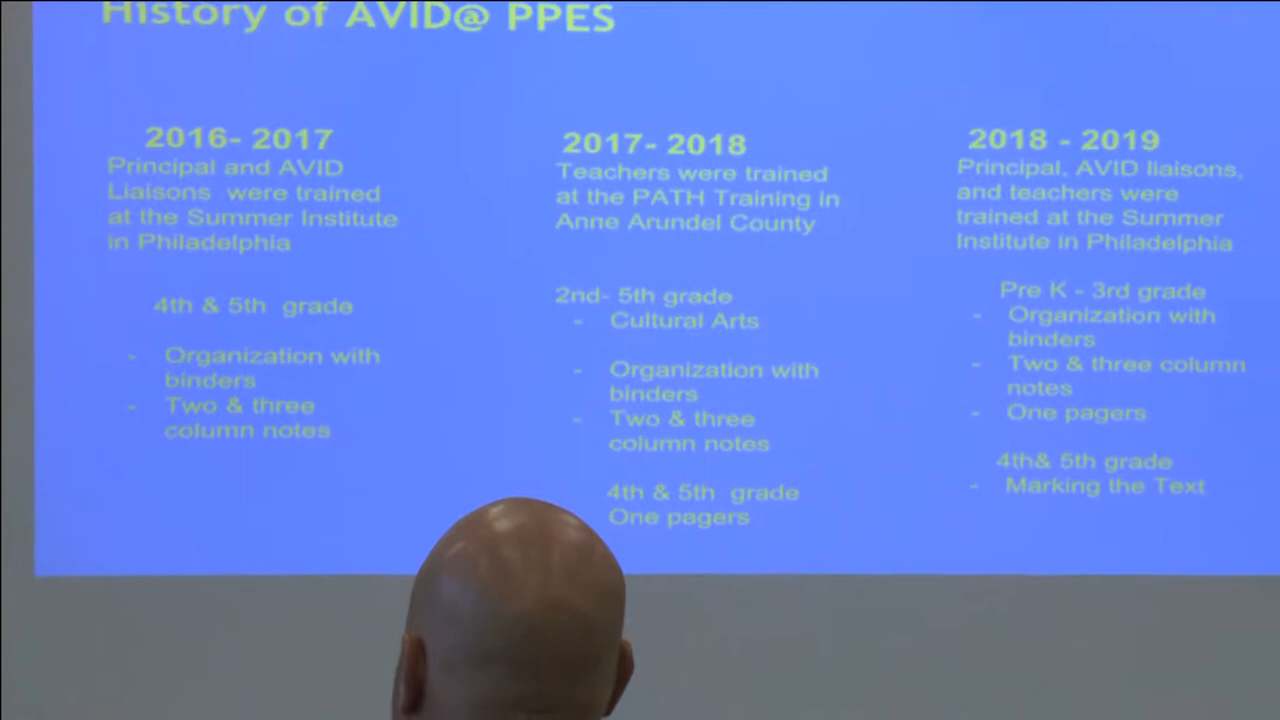 History of AVID@ PPES
2016- 2017
Principal and AVID
Liaisons were trained
at the Summer Institute
in Philadelphia
4th & 5th grade
- Organization with
binders
- Two & three
column notes
2017- 2018
Teachers were trained
at the PATH Training in
Anne Arundel County
2nd- 5th grade
- Cultural Arts
- Organization with
binders
- Two & three
column notes
4th & 5th grade
One pagers
2018 - 2019
Principal, AVID liaisons,
and teachers were
trained at the Summer
Institute in Philadelphia
Pre K - 3rd grade
- Organization with
binders
- Two & three column
notes
- One pagers
4th& 5th grade
- Marking the Text